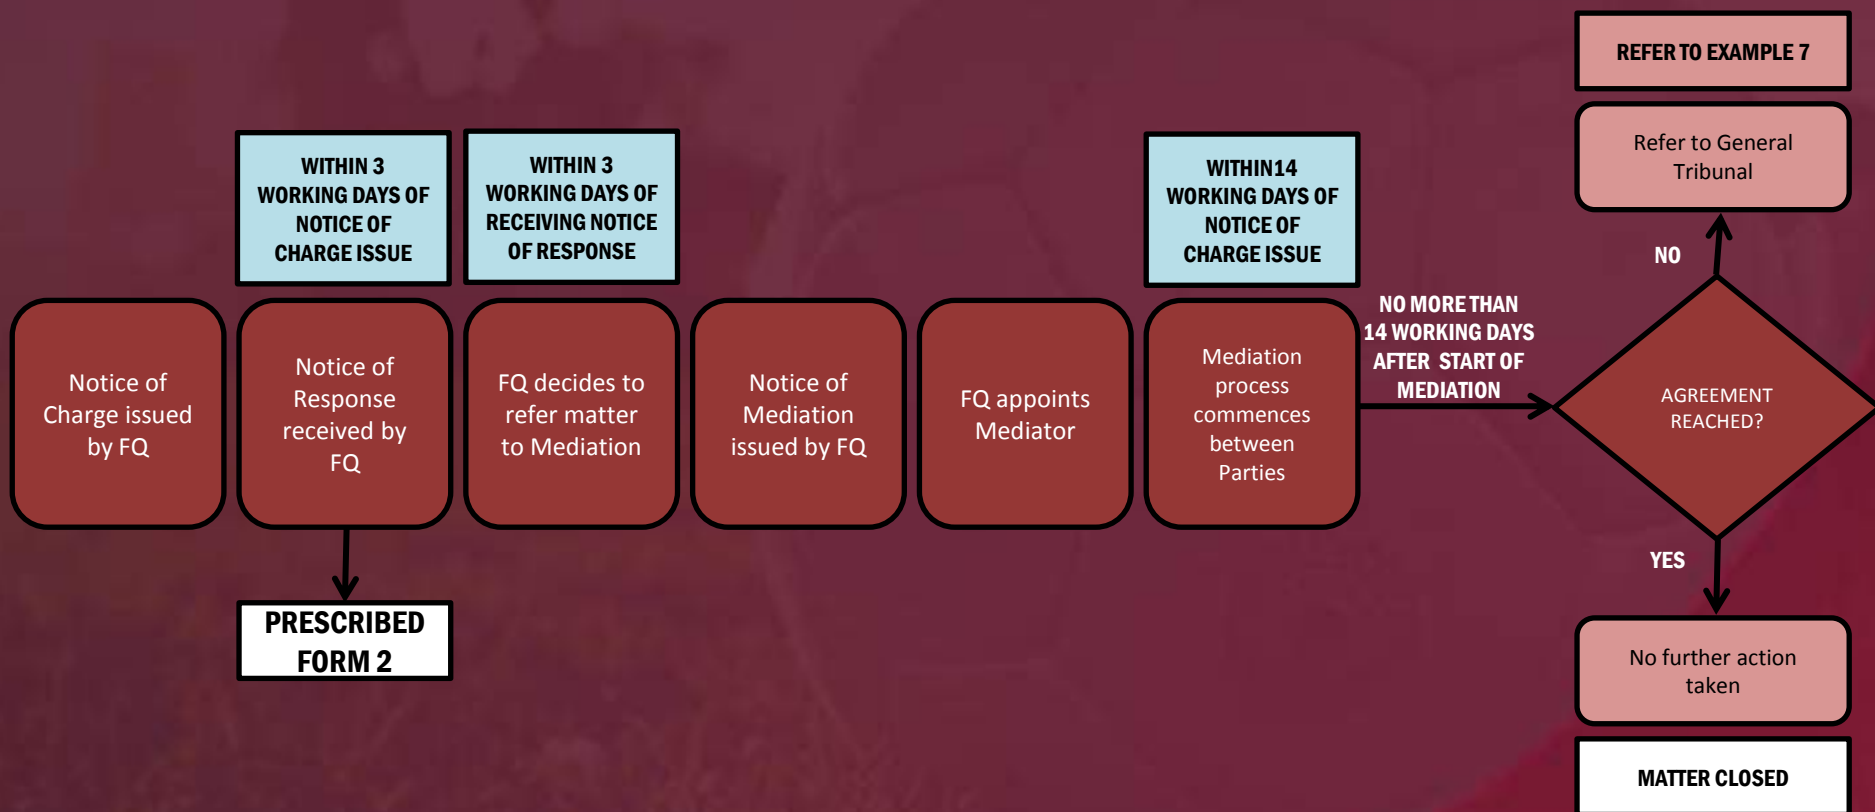 REFER TO EXAMPLE 7
Refer to General
Tribunal
WITHIN 3
WORKING DAYS OF
NOTICE OF
CHARGE ISSUE
WITHIN 3
WORKING DAYS OF
RECEIVING NOTICE
OF RESPONSE
WITHIN14
WORKING DAYS OF
NOTICE OF
CHARGE ISSUE
NO
Notice of
Charge issued
by FQ
Notice of
Response
received by
FQ
FQ decides to
refer matter
to Mediation
Notice of
Mediation
issued by FQ
FQ appoints
Mediator
Mediation
process
commences
between
Parties
NO MORE THAN
14 WORKING DAYS
AFTER START OF
MEDIATION
AGREEMENT
REACHED?
YES
PRESCRIBED
FORM 2
No further action
taken
MATTER CLOSED